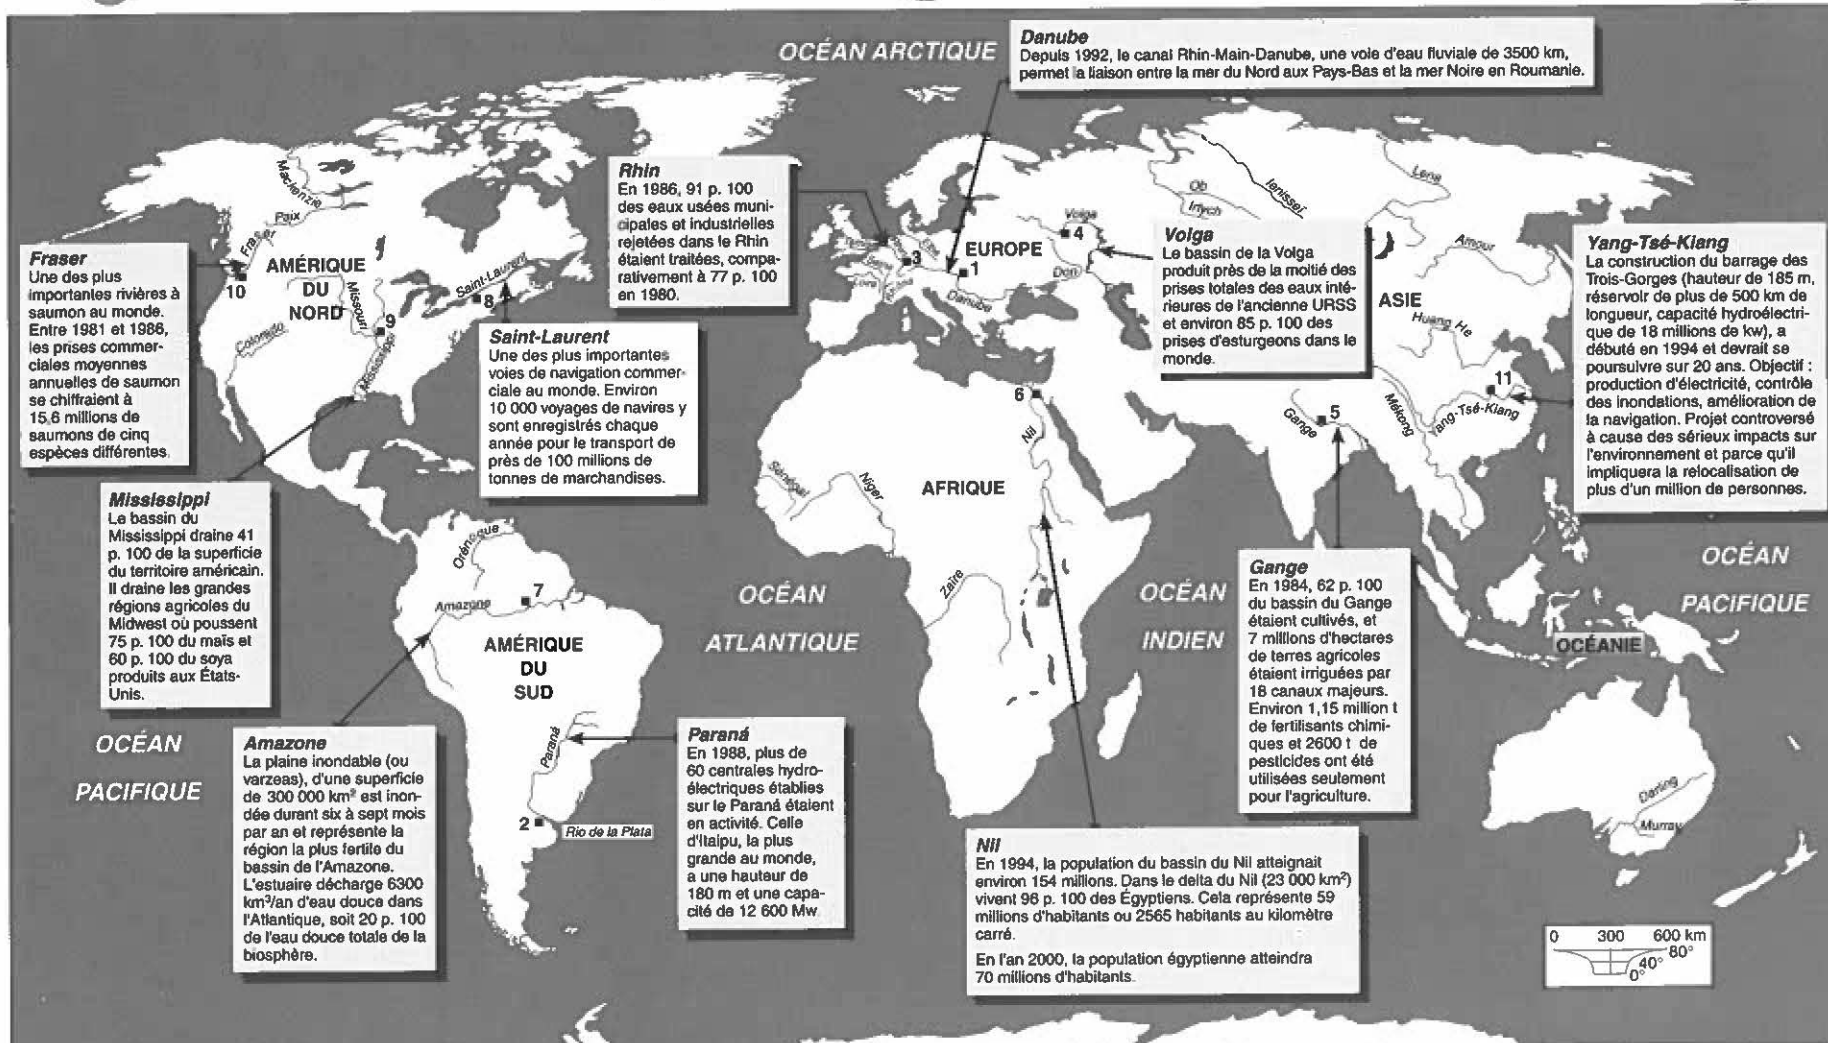 OCÉAN ARCTIQUE
Danube
Depuis 1992, le canal Rhin-Main-Danube, une voie d'eau fluviale de 3500 km,
permet la liaison entre la mer du Nord aux Pays-Bas et la mer Noire en Roumanie.
Rhin
En 1986, 91 p. 100
des eaux usées muni-
cipales et industrielles
rejetées dans le Rhin
étaient traitées, compa-
rativement à 77 p. 100
en 1980.
Volga
Le bassin de la Volga
produit près de la moitié des
prises totales des eaux inté-
rieures de l'ancienne URSS
et environ 85 p. 100 des
prises d'esturgeons dans le
monde.
Yang-Tsé-Kiang
La construction du barrage des
Trois-Gorges (hauteur de 185 m,
réservoir de plus de 500 km de
longueur, capacité hydroélectri-
que de 18 millions de kw), a
débuté en 1994 et devrait se
poursuivre sur 20 ans. Objectif :
production d'électricité, contrôle
des inondations, amélioration de
la navigation. Projet controversé
à cause des sérieux impacts sur
l'environnement et parce qu'il
impliquera la relocalisation de
plus d'un million de personnes.
Fraser
Une des plus
importantes rivières à
saumon au monde.
Entre 1981 et 1986,
les prises commer-
ciales moyennes
annuelles de saumon
se chiffraient à
15,6 millions de
saumons de cinq
espèces différentes.
Saint-Laurent
Une des plus importantes
voies de navigation commer-
ciale au monde. Environ
10 000 voyages de navires y
sont enregistrés chaque
année pour le transport de
près de 100 millions de
tonnes de marchandises.
Mississippi
Le bassin du
Mississippi draine 41
p. 100 de la superficie
du territoire américain.
Il draine les grandes
régions agricoles du
Midwest où poussent
75 p. 100 du maïs et
60 p. 100 du soya
produits aux États-
Unis.
Amazone
La plaine inondable (ou
varzeas), d'une superficie
de 300 000 km² est inon-
dée durant six à sept mois
par an et représente la
région la plus fertile du
bassin de l'Amazone.
L'estuaire décharge 6300
km³/an d'eau douce dans
l'Atlantique, soit 20 p. 100
de l'eau douce totale de la
biosphère.
Paraná
En 1988, plus de
60 centrales hydro-
électriques établies
sur le Paraná étaient
en activité. Celle
d'Itaipu, la plus
grande au monde,
a une hauteur de
180 m et une capa-
cité de 12 600 Mw.
Nil
En 1994, la population du bassin du Nil atteignait
environ 154 millions. Dans le delta du Nil (23 000 km²)
vivent 96 p. 100 des Égyptiens. Cela représente 59
millions d'habitants ou 2565 habitants au kilomètre
carré.
En l'an 2000, la population égyptienne atteindra
70 millions d'habitants.
Gange
En 1984, 62 p. 100
du bassin du Gange
étaient cultivés, et
7 millions d'hectares
de terres agricoles
étaient irriguées par
18 canaux majeurs.
Environ 1,15 million t
de fertilisants chimi-
ques et 2600 t de
pesticides ont été
utilisées seulement
pour l'agriculture.
AMÉRIQUE
DU
NORD
Mackenzie
Paix
Fraser
10
Colorado
Missouri
9
Mississippi
Saint-Laurent
8
AMÉRIQUE
DU
SUD
Orénoque
Amazone
7
Paraná
2
Rio de la Plata
EUROPE
Tamise
Seine
Loire
Rhône
Elbe
3
1
Danube
Don
Volga
4
ASIE
Ob
Irtych
Ienisseï
Lena
Amour
Huang He
11
Yang-Tsé-Kiang
Mékong
Gange
5
AFRIQUE
6
Nil
Sénégal
Niger
Zaïre
OCÉAN
ATLANTIQUE
OCÉAN
INDIEN
OCÉAN
PACIFIQUE
OCÉAN
PACIFIQUE
OCÉANIE
Darling
Murray
0 300 600 km
80°
40°
0°